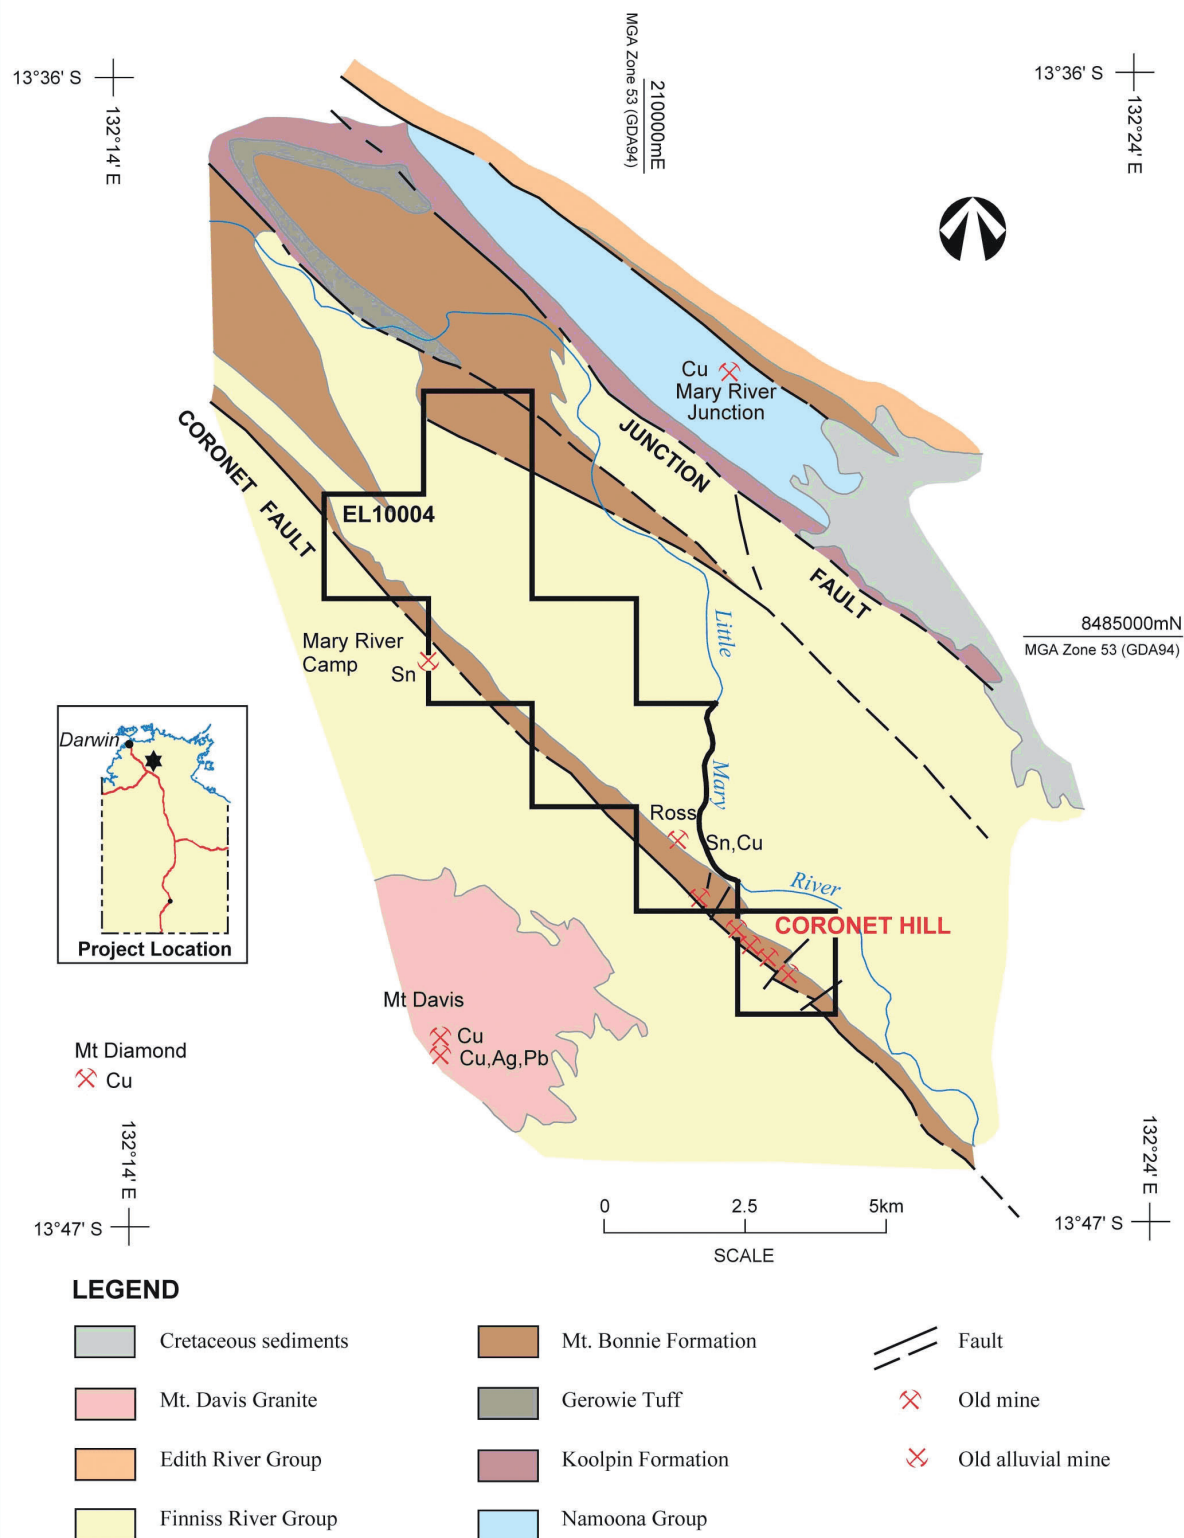 MGA Zone 53 (GDA94)
210000mE
13°36' S
132°14' E
13°36' S
132°24' E
Cu
Mary River
Junction
CORONET FAULT
JUNCTION
FAULT
EL10004
Little
Mary
River
8485000mN
MGA Zone 53 (GDA94)
Mary River
Camp
Sn
Darwin
Project Location
Ross
Sn,Cu
CORONET HILL
Mt Davis
Cu
Cu,Ag,Pb
Mt Diamond
Cu
132°14' E
13°47' S
132°24' E
13°47' S
0 2.5 5km
SCALE
LEGEND
Cretaceous sediments
Mt. Davis Granite
Edith River Group
Finniss River Group
Mt. Bonnie Formation
Gerowie Tuff
Koolpin Formation
Namoona Group
Fault
Old mine
Old alluvial mine